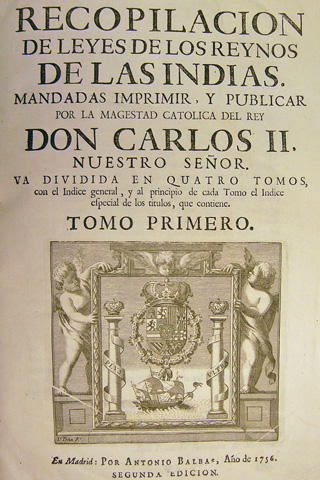 RECOPILACION
DE LEYES DE LOS REYNOS
DE LAS INDIAS.
MANDADAS IMPRIMIR, Y PUBLICAR
POR LA MAGESTAD CATOLICA DEL REY
DON CARLOS II.
NUESTRO SEÑOR.
VA DIVIDIDA EN QUATRO TOMOS,
con el Indice general, y al principio de cada Tomo el Indice
eſpecial de los titulos, que contiene.
TOMO PRIMERO.
En Madrid: POR ANTONIO BALBAS, Año de 1756.
SEGUNDA EDICION.